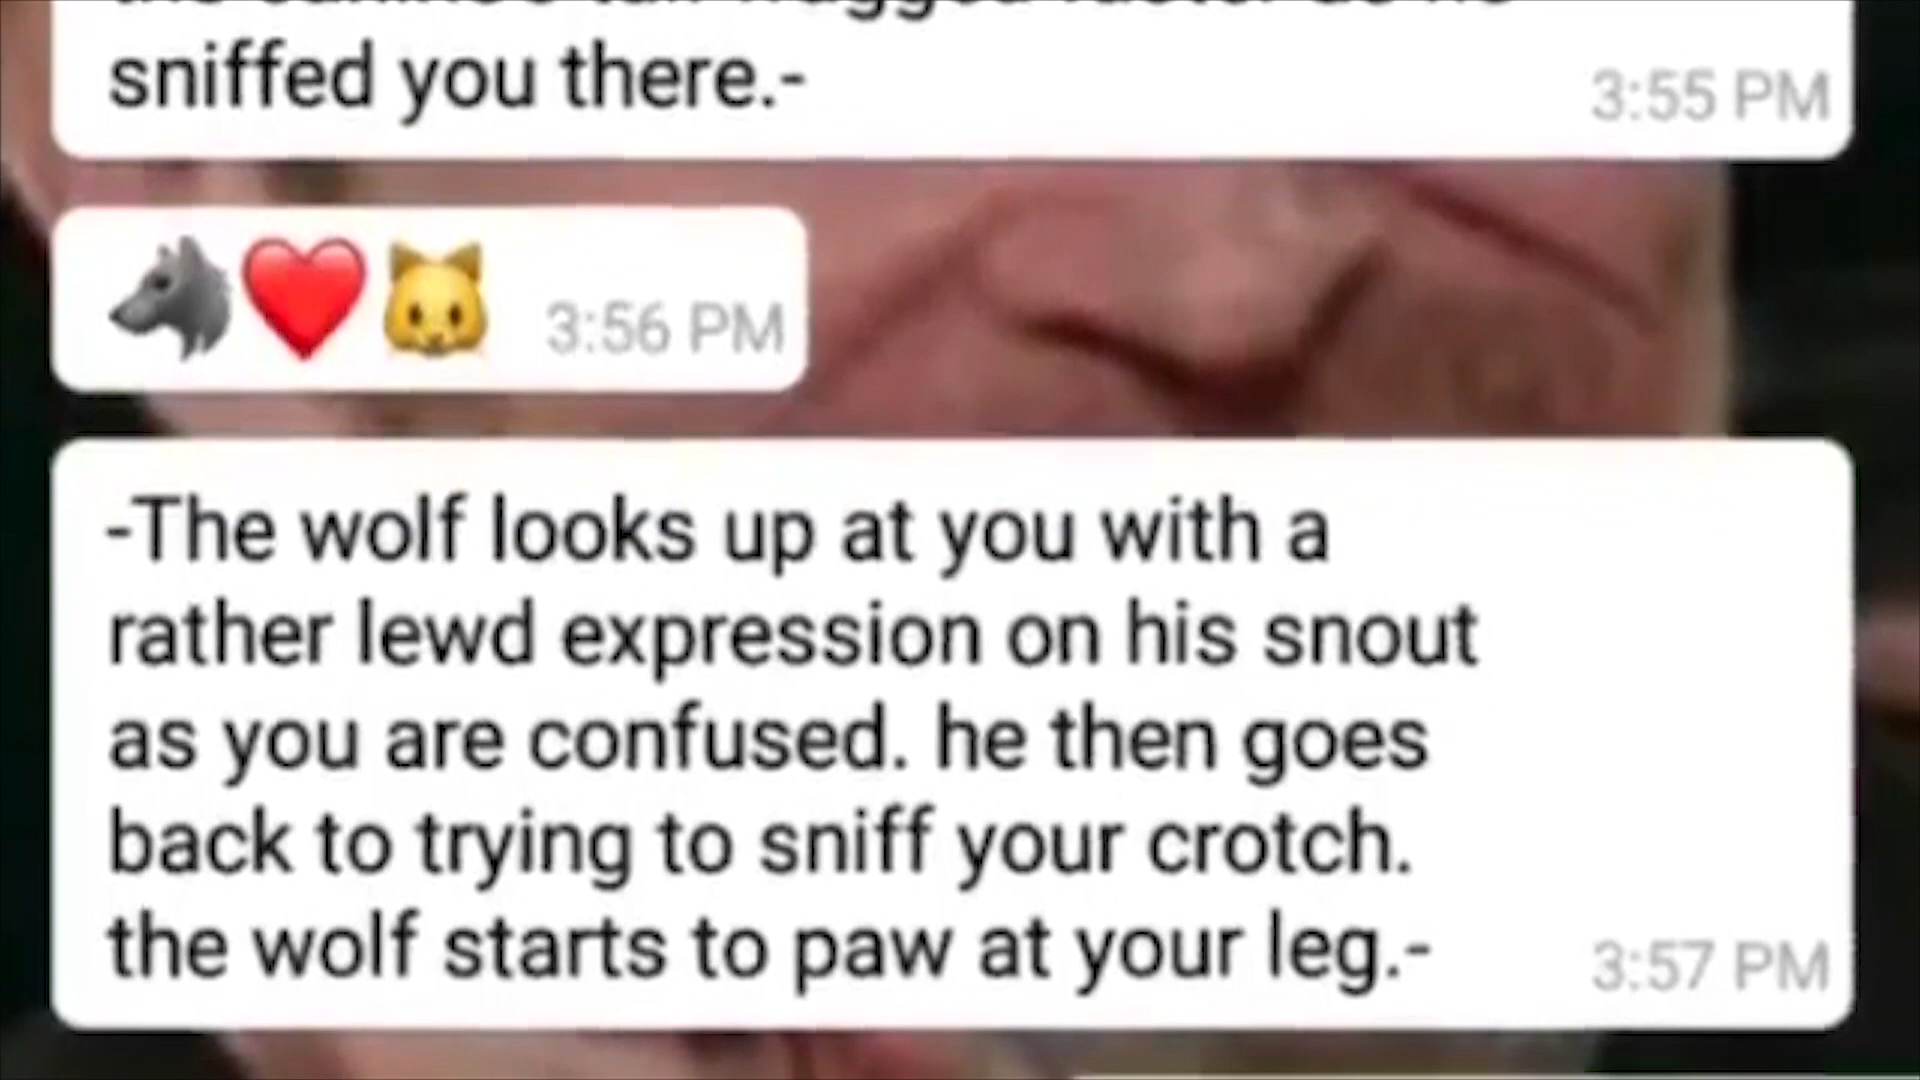 sniffed you there.-
3:55 PM
🐺❤️🐱 3:56 PM
-The wolf looks up at you with a
rather lewd expression on his snout
as you are confused. he then goes
back to trying to sniff your crotch.
the wolf starts to paw at your leg.-
3:57 PM